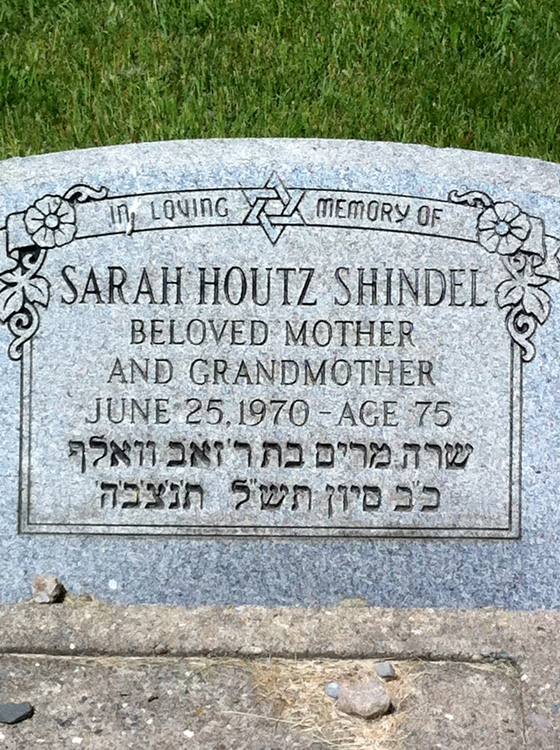 IN LOVING MEMORY OF
SARAH HOUTZ SHINDEL
BELOVED MOTHER
AND GRANDMOTHER
JUNE 25, 1970 - AGE 75
שרה מרים בת ר' זאב וואלף
כ"ב סיון תש"ל ת'נ'צ'ב'ה'